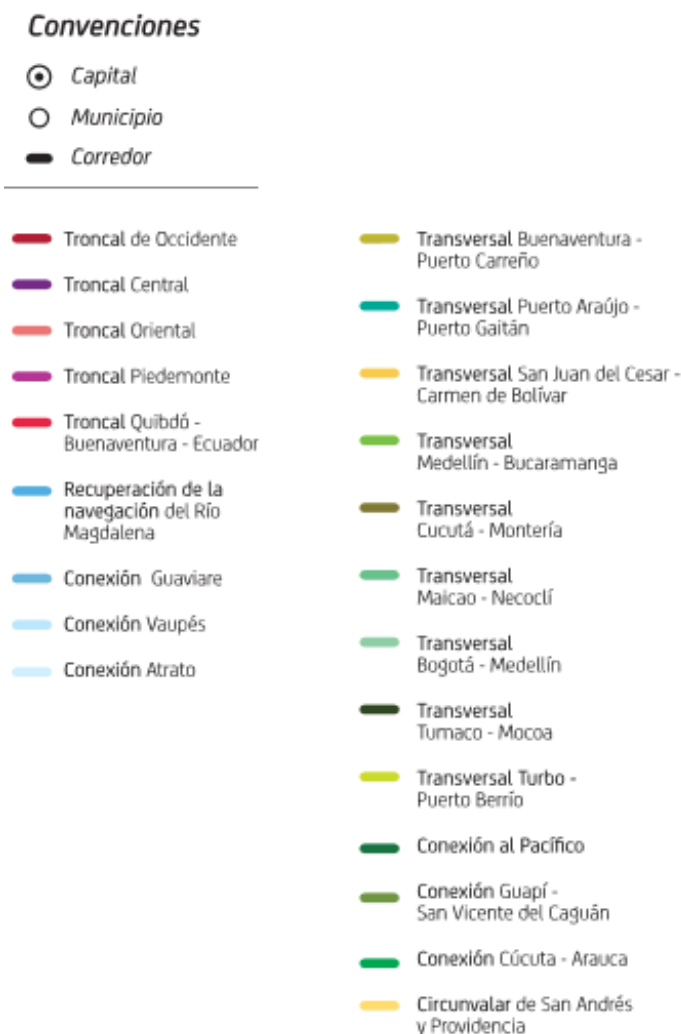 Convenciones
Capital
Municipio
Corredor
Troncal de Occidente
Troncal Central
Troncal Oriental
Troncal Piedemonte
Troncal Quibdó -
Buenaventura - Ecuador
Recuperación de la
navegación del Río
Magdalena
Conexión Guaviare
Conexión Vaupés
Conexión Atrato
Transversal Buenaventura -
Puerto Carreño
Transversal Puerto Araújo -
Puerto Gaitán
Transversal San Juan del Cesar -
Carmen de Bolívar
Transversal
Medellín - Bucaramanga
Transversal
Cucutá - Montería
Transversal
Maicao - Necoclí
Transversal
Bogotá - Medellín
Transversal
Tumaco - Mocoa
Transversal Turbo -
Puerto Berrío
Conexión al Pacífico
Conexión Guapí -
San Vicente del Caguán
Conexión Cúcuta - Arauca
Circunvalar de San Andrés
y Providencia